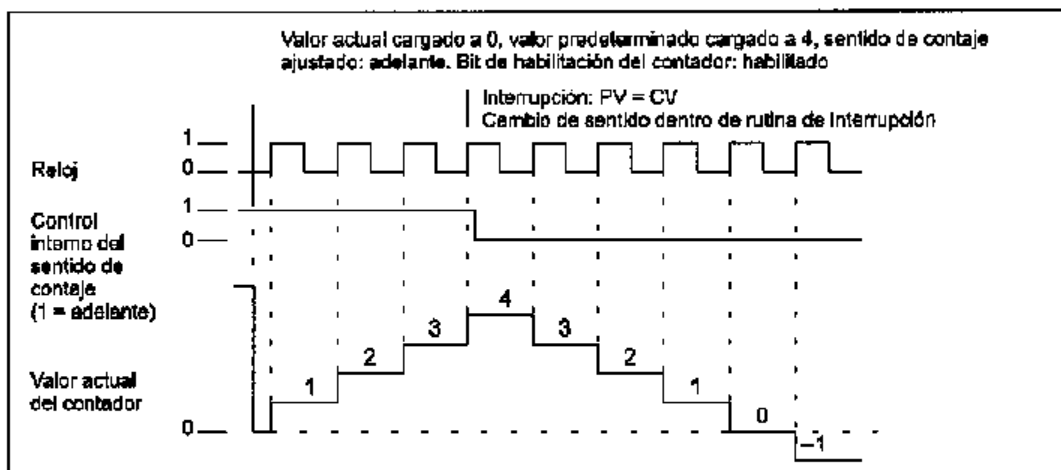 Valor actual cargado a 0, valor predeterminado cargado a 4, sentido de contaje
ajustado: adelante. Bit de habilitación del contador: habilitado
Interrupción: PV = CV
Cambio de sentido dentro de rutina de Interrupción
1
Reloj
0
Control
interno del
sentido de
contaje
(1 = adelante)
1
0
4
3
3
2
2
1
1
0
–1
Valor actual
del contador
0